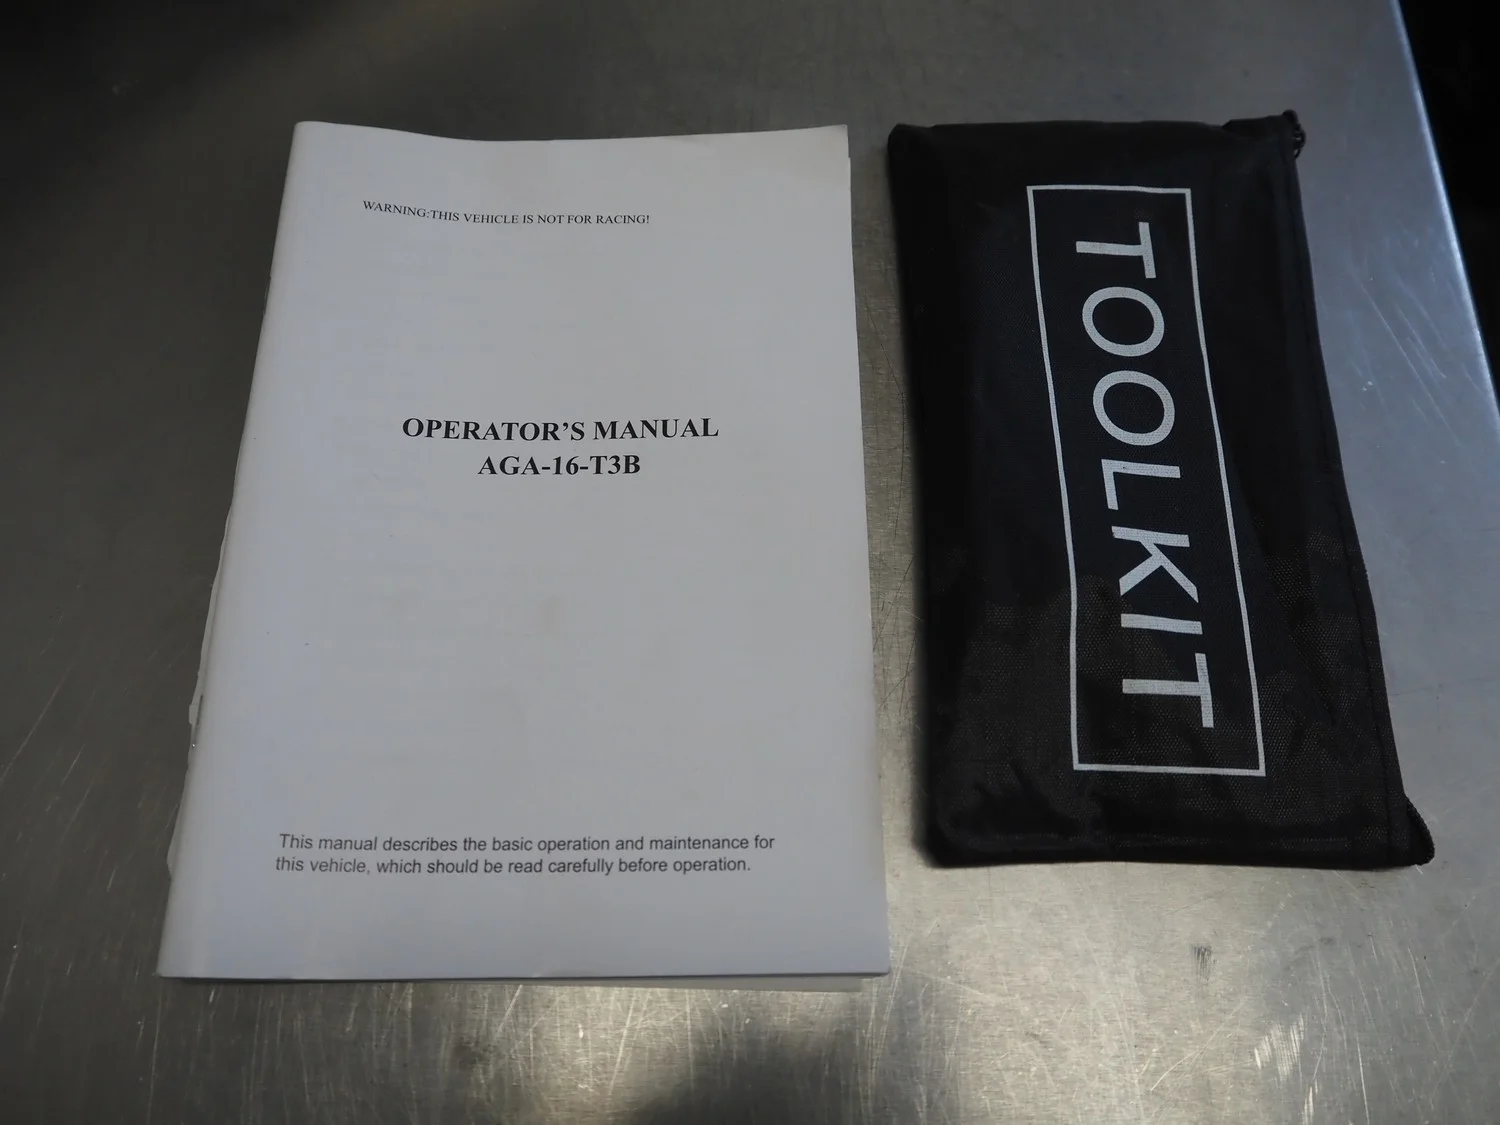 WARNING:THIS VEHICLE IS NOT FOR RACING!
OPERATOR’S MANUAL
AGA-16-T3B
This manual describes the basic operation and maintenance for
this vehicle, which should be read carefully before operation.
TOOLKIT